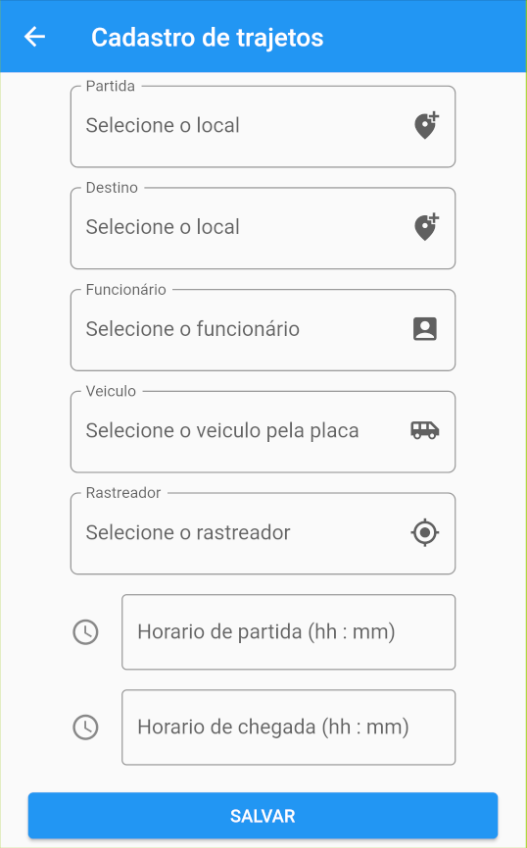 Cadastro de trajetos
Partida
Selecione o local
Destino
Selecione o local
Funcionário
Selecione o funcionário
Veiculo
Selecione o veiculo pela placa
Rastreador
Selecione o rastreador
Horario de partida (hh : mm)
Horario de chegada (hh : mm)
SALVAR